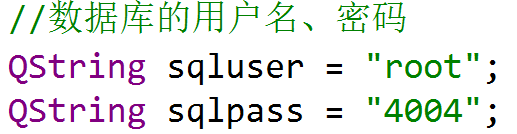 //数据库的用户名、密码
QString sqluser = "root";
QString sqlpass = "4004";